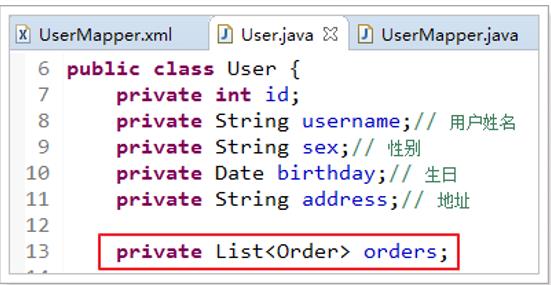 UserMapper.xml User.java UserMapper.java
6 public class User {
7 private int id;
8 private String username;// 用户姓名
9 private String sex;// 性别
10 private Date birthday;// 生日
11 private String address;// 地址
12
13 private List<Order> orders;